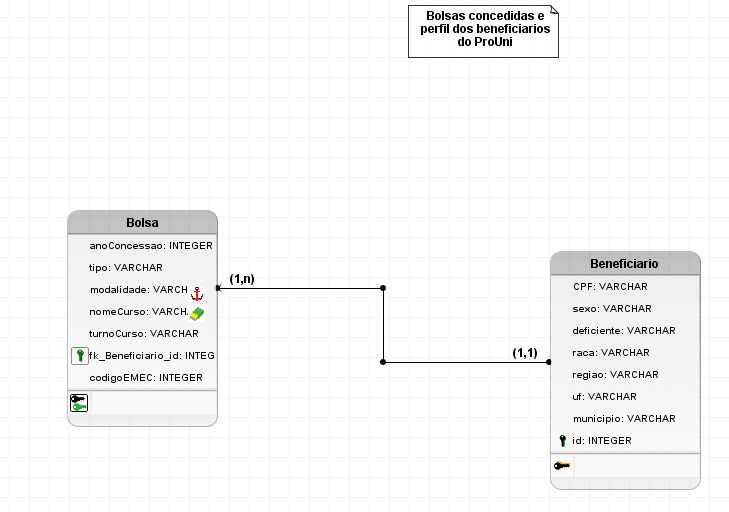 Bolsas concedidas e
perfil dos beneficiarios
do ProUni
Bolsa
anoConcessao: INTEGER
tipo: VARCHAR
modalidade: VARCH
nomeCurso: VARCH
turnoCurso: VARCHAR
fk_Beneficiario_id: INTEG
codigoEMEC: INTEGER
(1,n)
(1,1)
Beneficiario
CPF: VARCHAR
sexo: VARCHAR
deficiente: VARCHAR
raca: VARCHAR
regiao: VARCHAR
uf: VARCHAR
municipio: VARCHAR
id: INTEGER